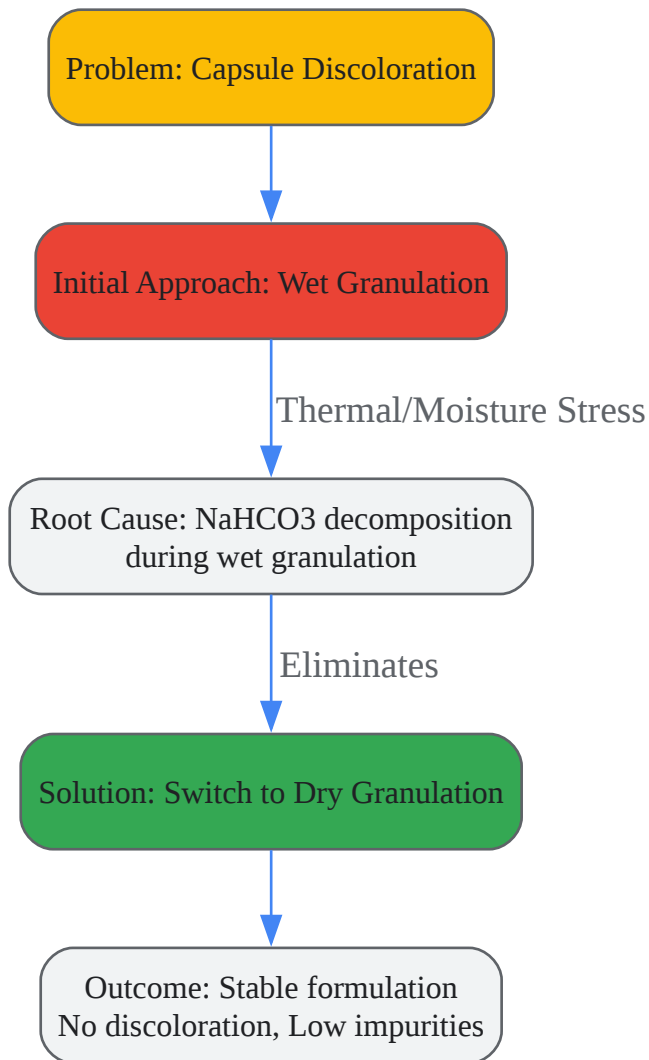 Problem: Capsule Discoloration
Initial Approach: Wet Granulation
Thermal/Moisture Stress
Root Cause: NaHCO3 decomposition
during wet granulation
Eliminates
Solution: Switch to Dry Granulation
Outcome: Stable formulation
No discoloration, Low impurities